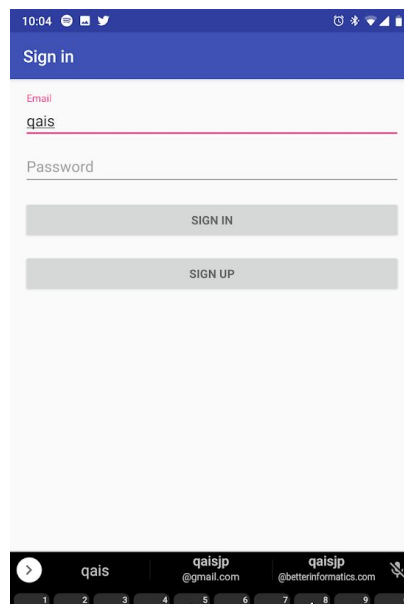 10:04
Sign in
Email
qais
Password
SIGN IN
SIGN UP
qais
qaisjp
@gmail.com
qaisjp
@betterinformatics.com
1 2 3 4 5 6 7 8 9